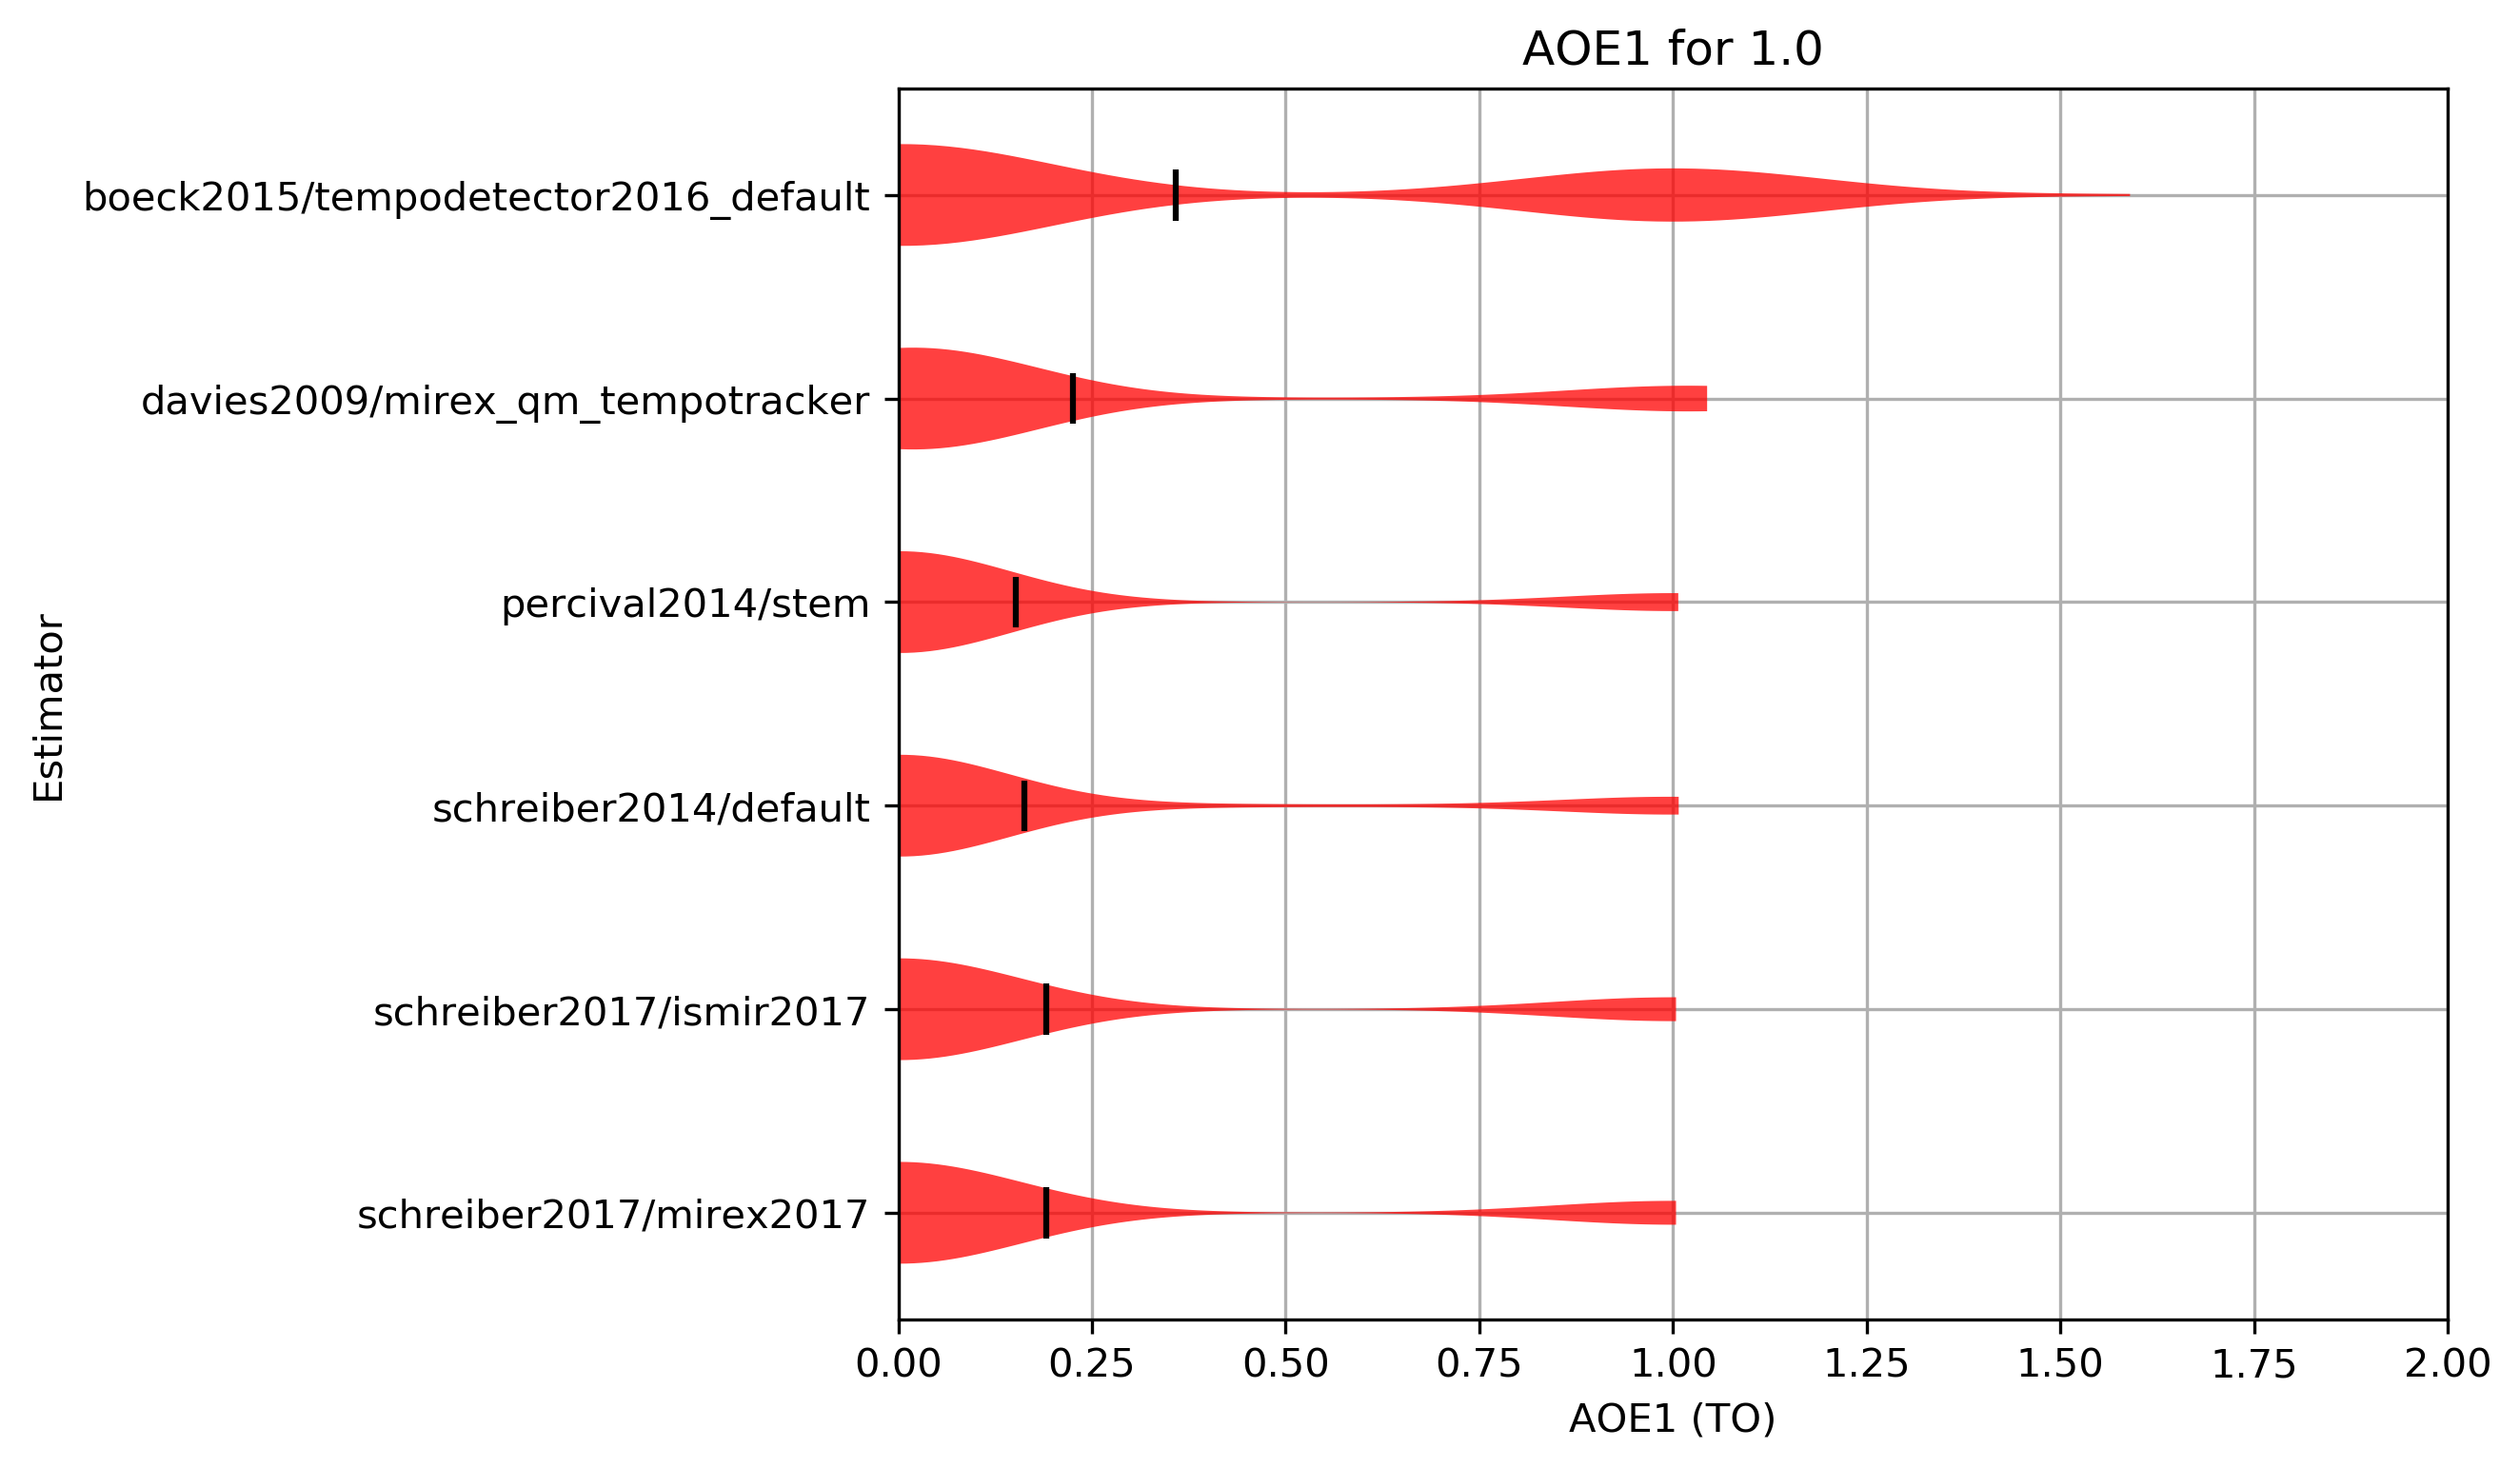 AOE1 for 1.0
boeck2015/tempodetector2016_default
davies2009/mirex_qm_tempotracker
percival2014/stem
schreiber2014/default
schreiber2017/ismir2017
schreiber2017/mirex2017
Estimator
0.00 0.25 0.50 0.75 1.00 1.25 1.50 1.75 2.00
AOE1 (TO)